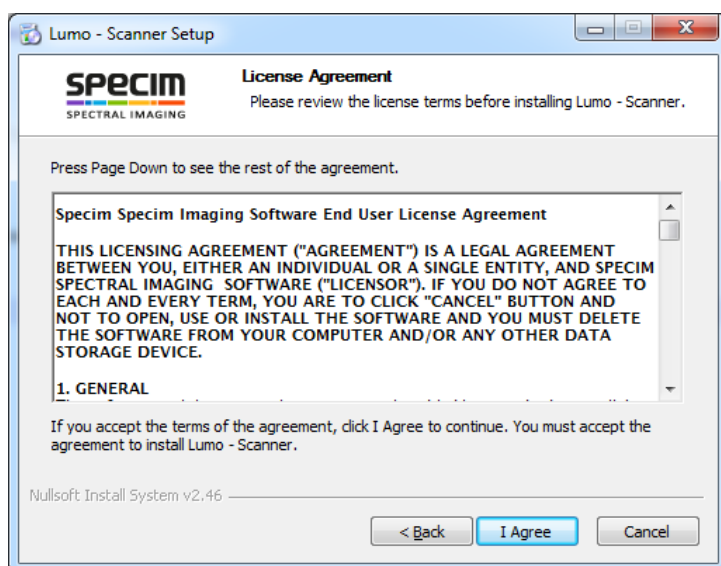 Lumo - Scanner Setup
SPECIM
SPECTRAL IMAGING
License Agreement
Please review the license terms before installing Lumo - Scanner.
Press Page Down to see the rest of the agreement.
Specim Specim Imaging Software End User License Agreement
THIS LICENSING AGREEMENT ("AGREEMENT") IS A LEGAL AGREEMENT
BETWEEN YOU, EITHER AN INDIVIDUAL OR A SINGLE ENTITY, AND SPECIM
SPECTRAL IMAGING  SOFTWARE ("LICENSOR"). IF YOU DO NOT AGREE TO
EACH AND EVERY TERM, YOU ARE TO CLICK "CANCEL" BUTTON AND
NOT TO OPEN, USE OR INSTALL THE SOFTWARE AND YOU MUST DELETE
THE SOFTWARE FROM YOUR COMPUTER AND/OR ANY OTHER DATA
STORAGE DEVICE.
1. GENERAL
If you accept the terms of the agreement, click I Agree to continue. You must accept the
agreement to install Lumo - Scanner.
Nullsoft Install System v2.46
< Back
I Agree
Cancel